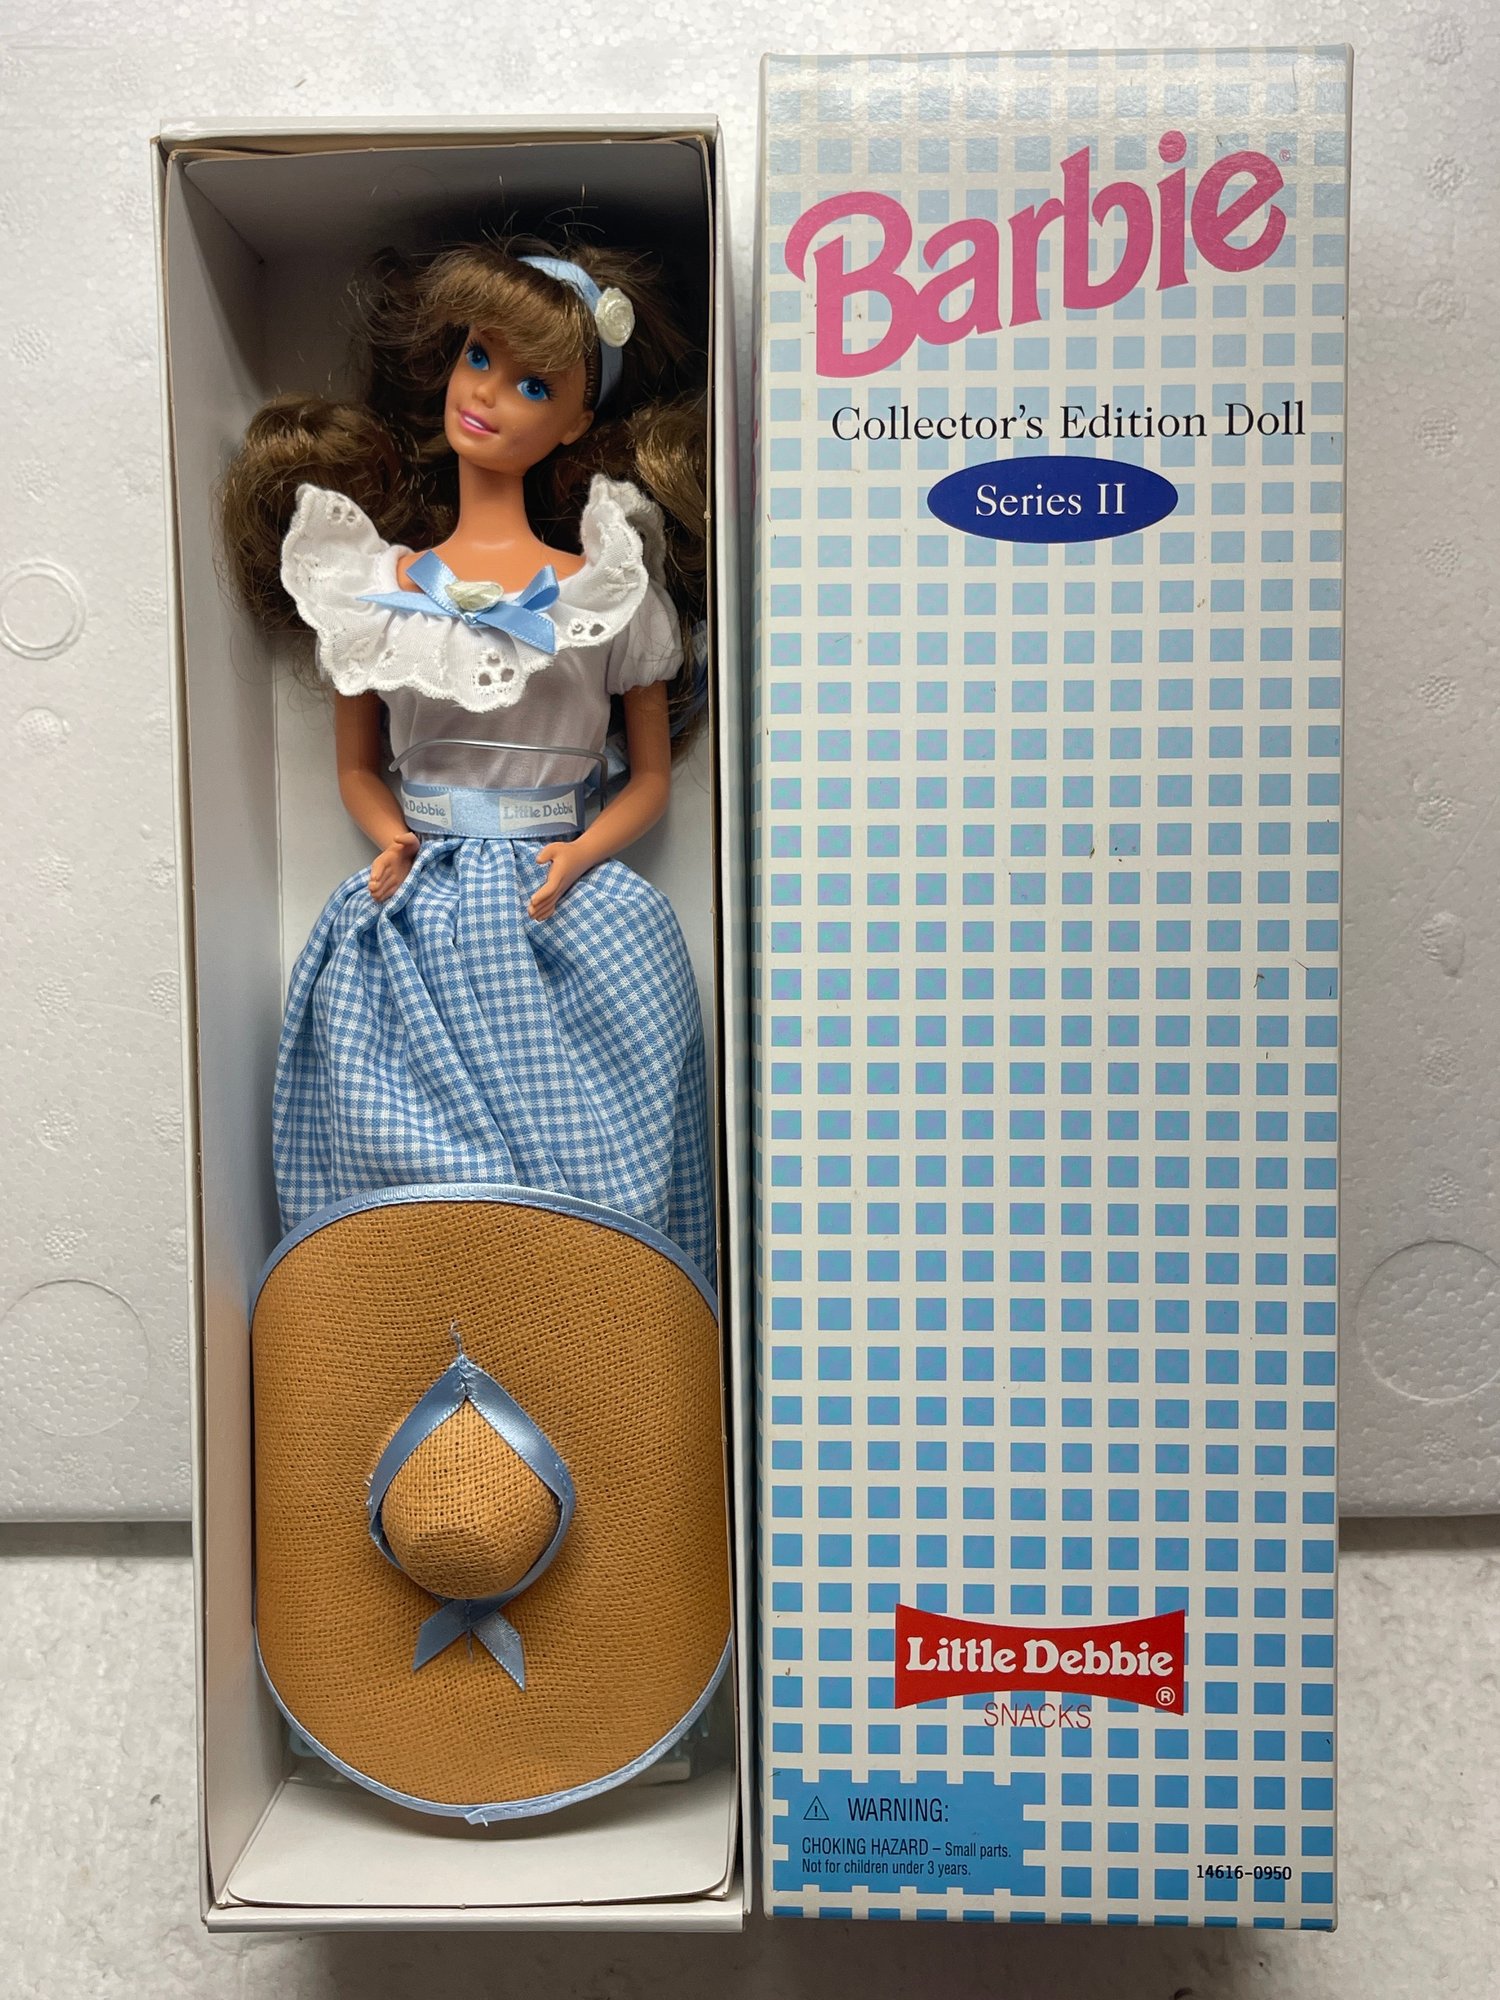 Barbie®
Collector's Edition Doll
Series II
Debbie® Little Debbie
Little Debbie®
SNACKS
⚠ WARNING:
CHOKING HAZARD – Small parts.
Not for children under 3 years.
14616-0950